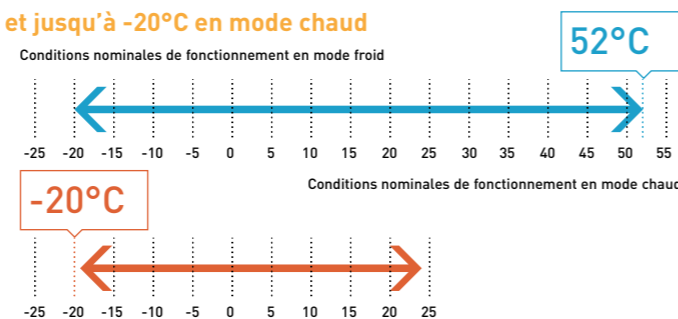 et jusqu'à -20°C en mode chaud
52°C
Conditions nominales de fonctionnement en mode froid
-25 -20 -15 -10 -5 0 5 10 15 20 25 30 35 40 45 50 55
Conditions nominales de fonctionnement en mode chaud
-20°C
-25 -20 -15 -10 -5 0 5 10 15 20 25